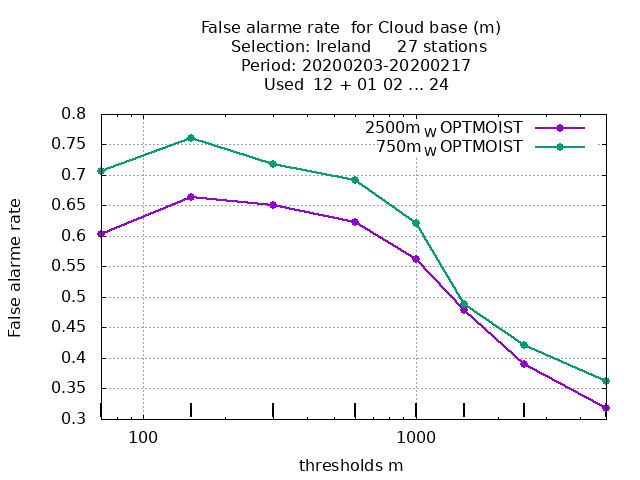 False alarme rate  for Cloud base (m)
Selection: Ireland     27 stations
Period: 20200203-20200217
Used  12 + 01 02 ... 24
0.8
0.75
0.7
0.65
0.6
0.55
0.5
0.45
0.4
0.35
0.3
False alarme rate
2500m W OPTMOIST
750m W OPTMOIST
100
1000
thresholds m